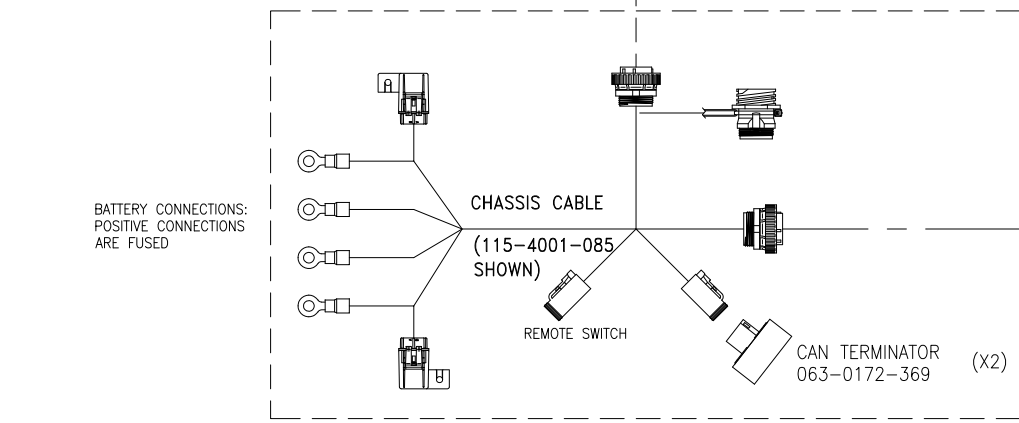 BATTERY CONNECTIONS:
POSITIVE CONNECTIONS
ARE FUSED
CHASSIS CABLE
(115-4001-085
SHOWN)
REMOTE SWITCH
CAN TERMINATOR
063-0172-369
(X2)